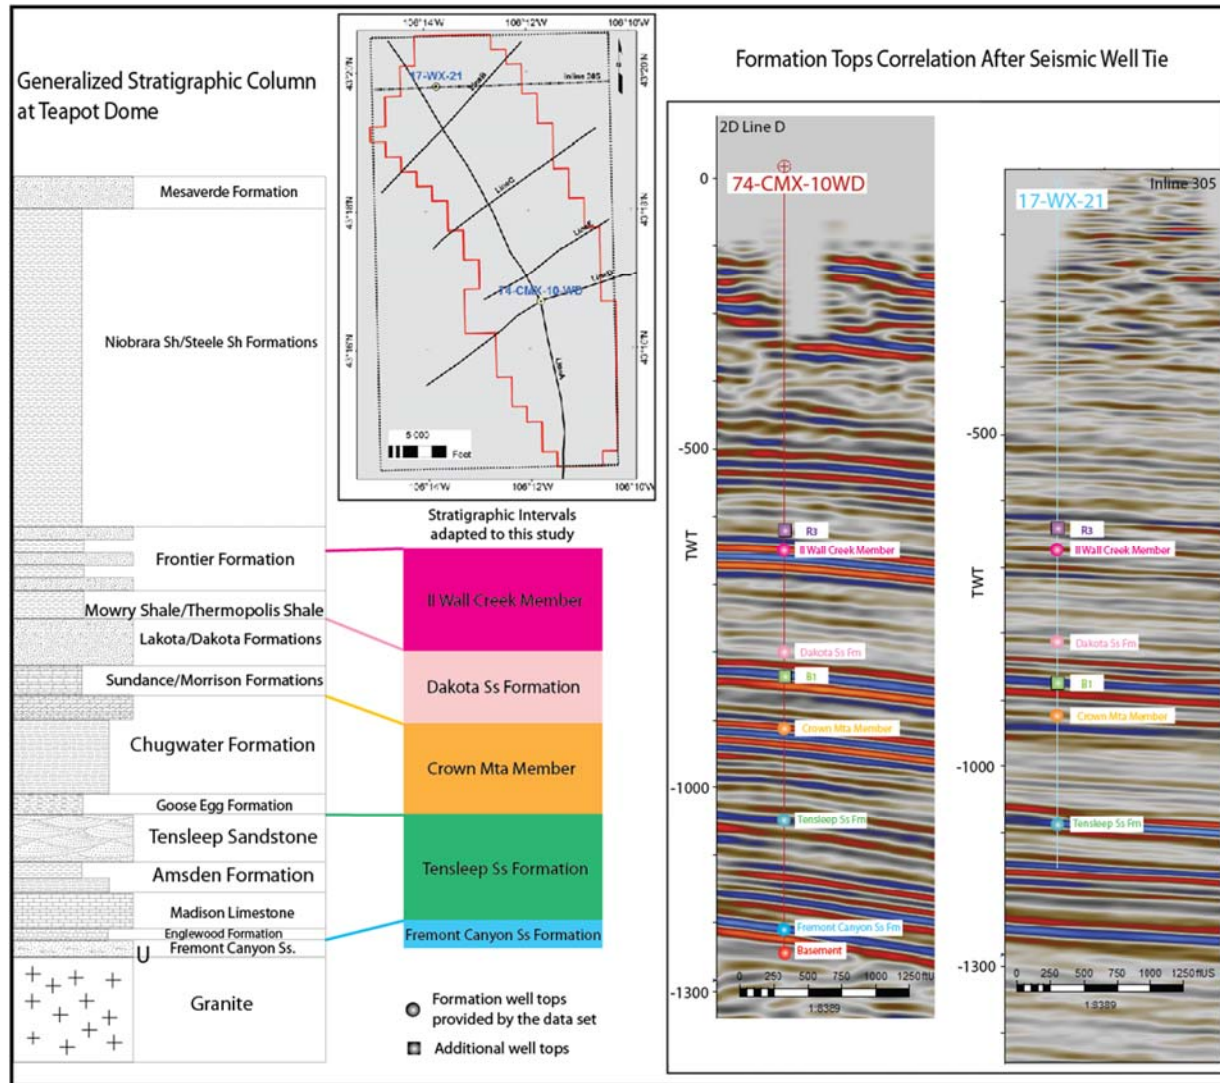 Generalized Stratigraphic Column
at Teapot Dome
Mesaverde Formation
Niobrara Sh/Steele Sh Formations
Frontier Formation
Mowry Shale/Thermopolis Shale
Lakota/Dakota Formations
Sundance/Morrison Formations
Chugwater Formation
Goose Egg Formation
Tensleep Sandstone
Amsden Formation
Madison Limestone
Englewood Formation
Fremont Canyon Ss.
U
Granite
106°14'W
106°12'W
106°10'W
17-WX-21
Inline 305
LineC
74-CMX-10-WD
LineA
5 000
Feet
106°14'W
106°12'W
106°10'W
Stratigraphic Intervals
adapted to this study
II Wall Creek Member
Dakota Ss Formation
Crown Mta Member
Tensleep Ss Formation
Fremont Canyon Ss Formation
Formation well tops
provided by the data set
Additional well tops
Formation Tops Correlation After Seismic Well Tie
2D Line D
0
74-CMX-10WD
-500
TWT
R3
II Wall Creek Member
Dakota Ss Fm
B1
Crown Mta Member
-1000
Tensleep Ss Fm
Fremont Canyon Ss Fm
Basement
0 250 500 750 1000 1250 ftUS
-1300
1:8389
Inline 305
17-WX-21
-500
R3
II Wall Creek Member
TWT
Dakota Ss Fm
B1
Crown Mta Member
-1000
Tensleep Ss Fm
-1300
0 250 500 750 1000 1250 ftUS
1:8389